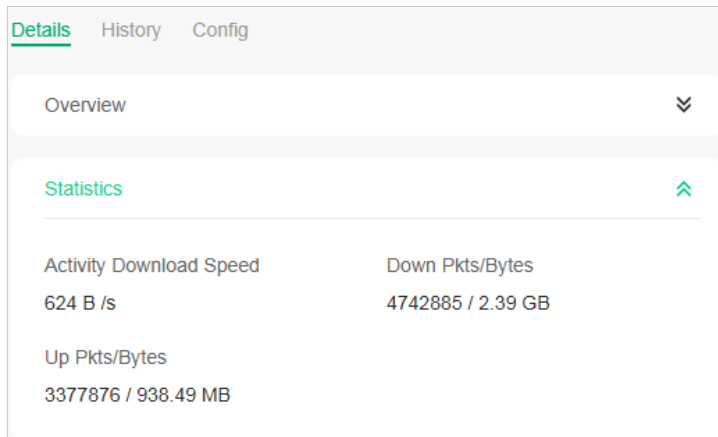 Details History Config
Overview
Statistics
Activity Download Speed Down Pkts/Bytes
624 B /s 4742885 / 2.39 GB
Up Pkts/Bytes
3377876 / 938.49 MB